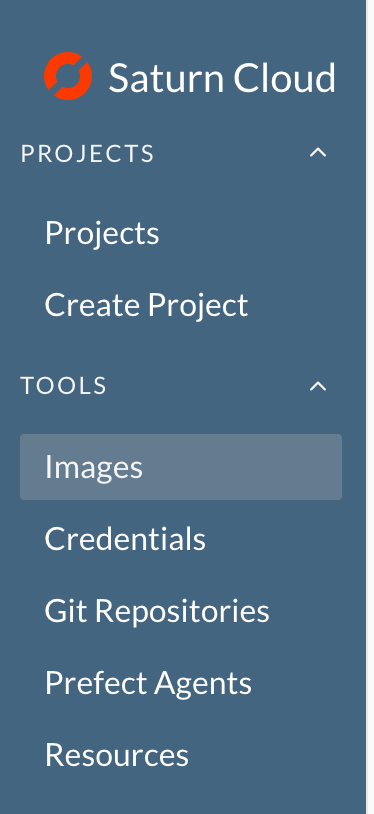 Saturn Cloud
PROJECTS
Projects
Create Project
TOOLS
Images
Credentials
Git Repositories
Prefect Agents
Resources